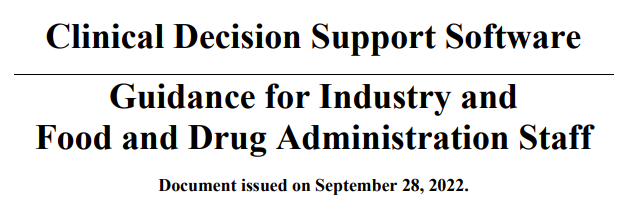 Clinical Decision Support Software
Guidance for Industry and
Food and Drug Administration Staff
Document issued on September 28, 2022.